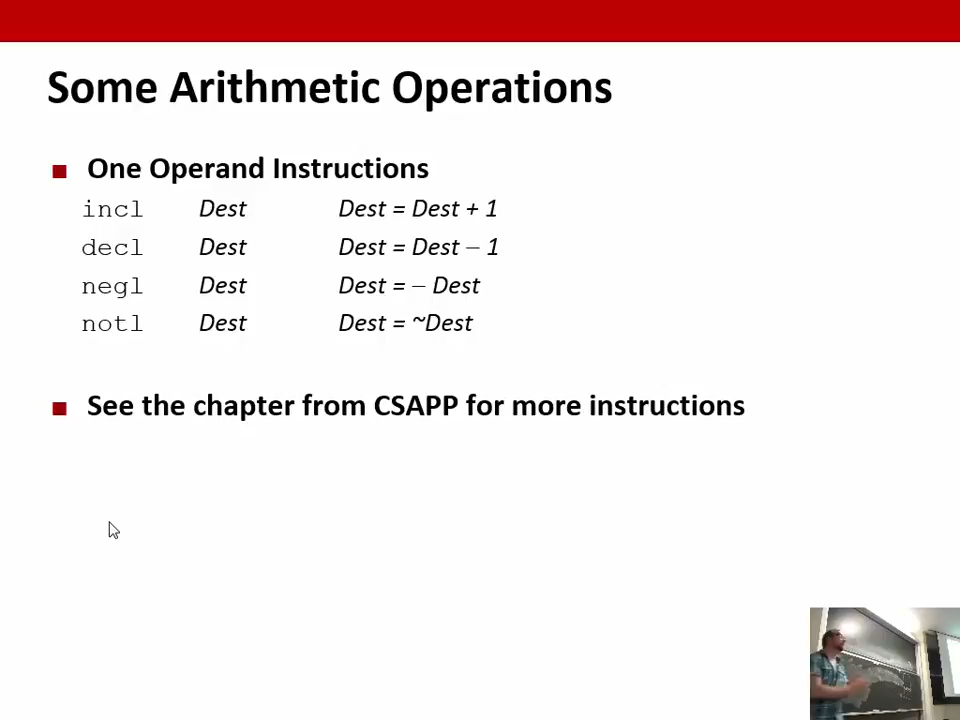 Some Arithmetic Operations
One Operand Instructions
incl Dest Dest = Dest + 1
decl Dest Dest = Dest − 1
negl Dest Dest = − Dest
notl Dest Dest = ~Dest
See the chapter from CSAPP for more instructions